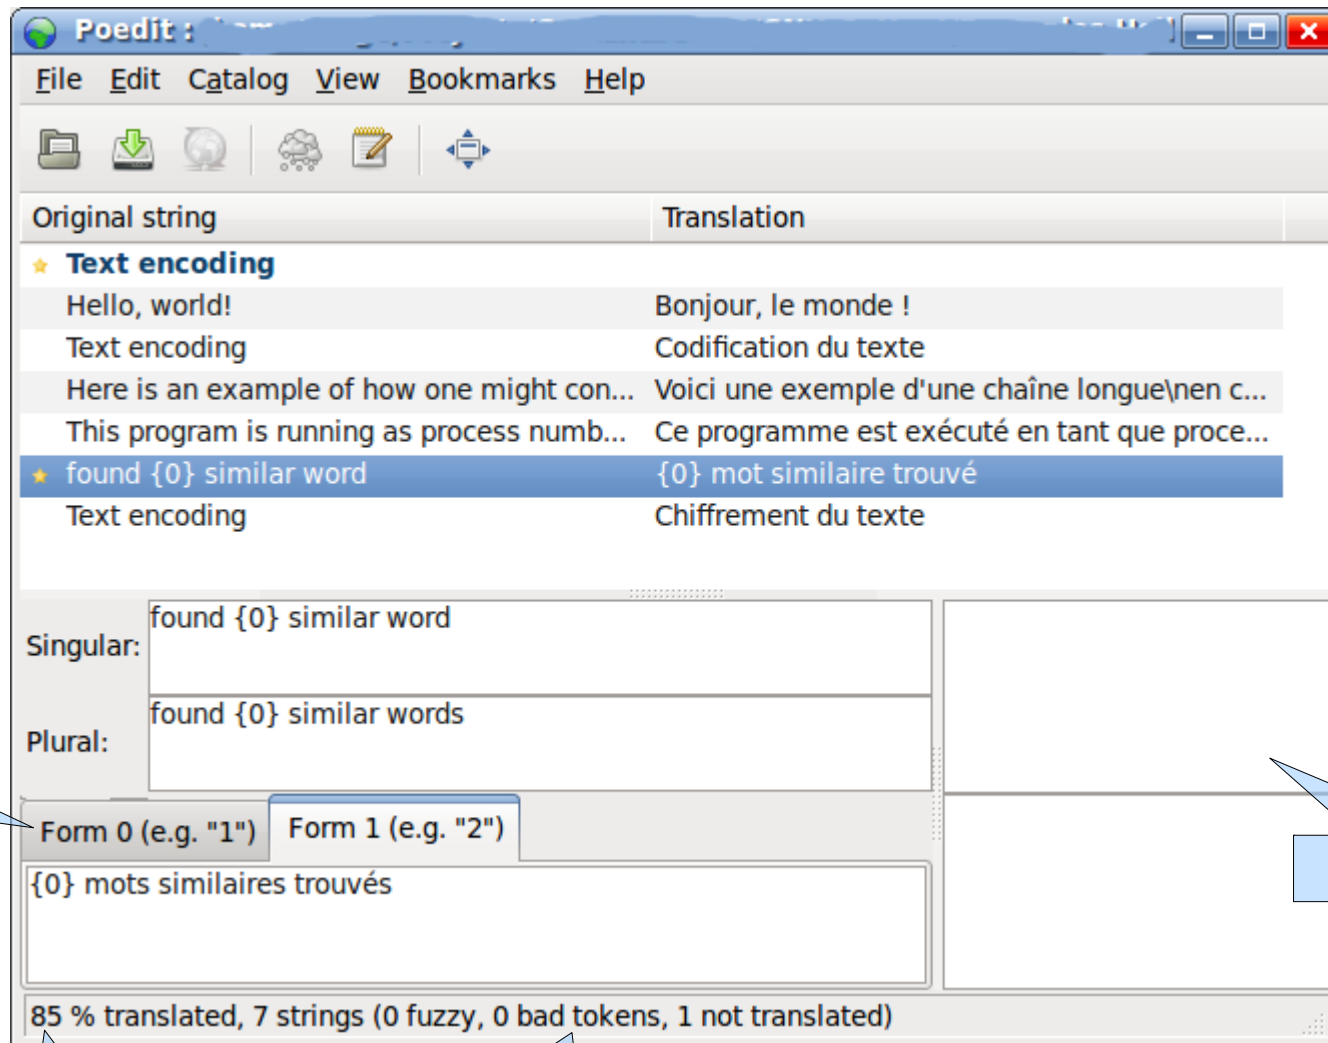 Poedit :
File Edit Catalog View Bookmarks Help
Original string Translation
Text encoding
Hello, world! Bonjour, le monde !
Text encoding Codification du texte
Here is an example of how one might con... Voici une exemple d'une chaîne longue\nen c...
This program is running as process numb... Ce programme est exécuté en tant que proce...
found {0} similar word {0} mot similaire trouvé
Text encoding Chiffrement du texte
Singular: found {0} similar word
Plural: found {0} similar words
Form 0 (e.g. "1") Form 1 (e.g. "2")
{0} mots similaires trouvés
85 % translated, 7 strings (0 fuzzy, 0 bad tokens, 1 not translated)